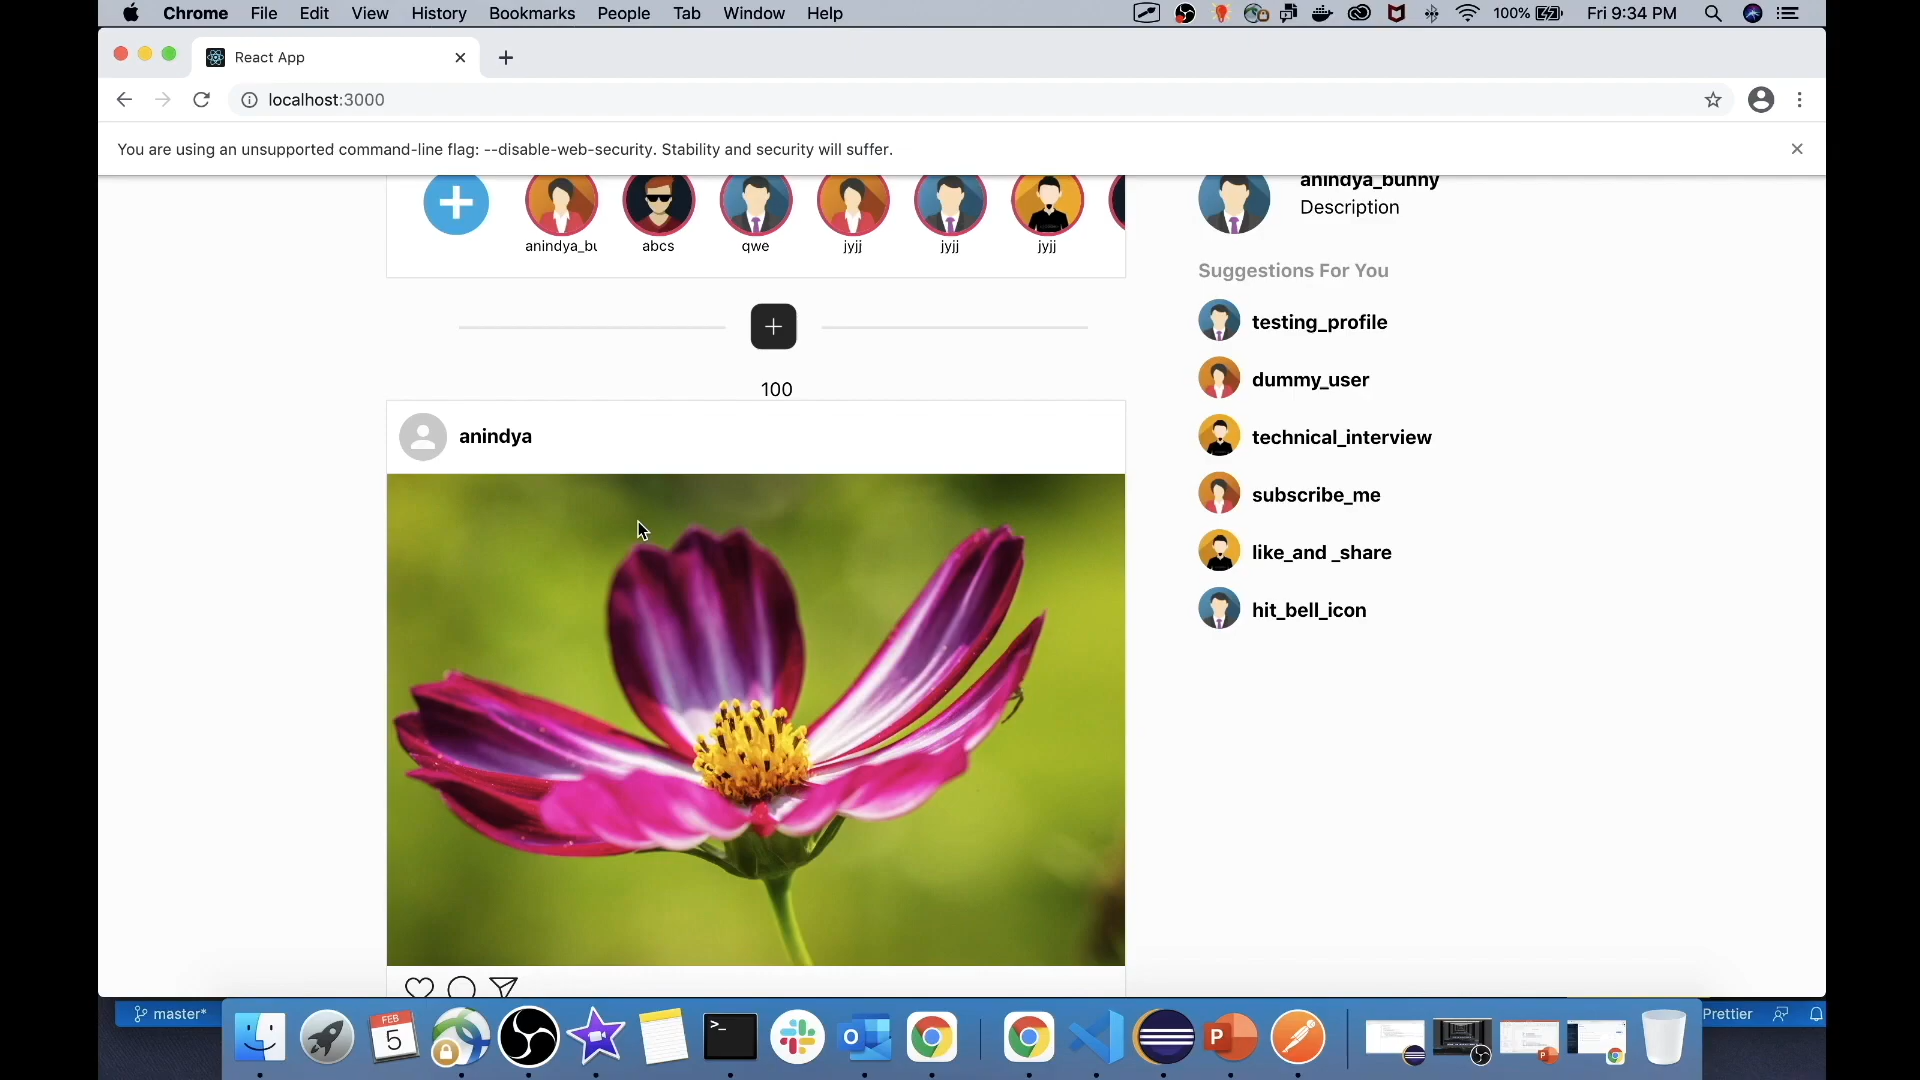 Chrome File Edit View History Bookmarks People Tab Window Help 100% Fri 9:34 PM
React App
localhost:3000
You are using an unsupported command-line flag: --disable-web-security. Stability and security will suffer.
anindya_bu abcs qwe jyjj jyjj jyjj
anindya_bunny
Description
Suggestions For You
testing_profile
dummy_user
technical_interview
subscribe_me
like_and _share
hit_bell_icon
100
anindya
master*
Prettier
FEB
5